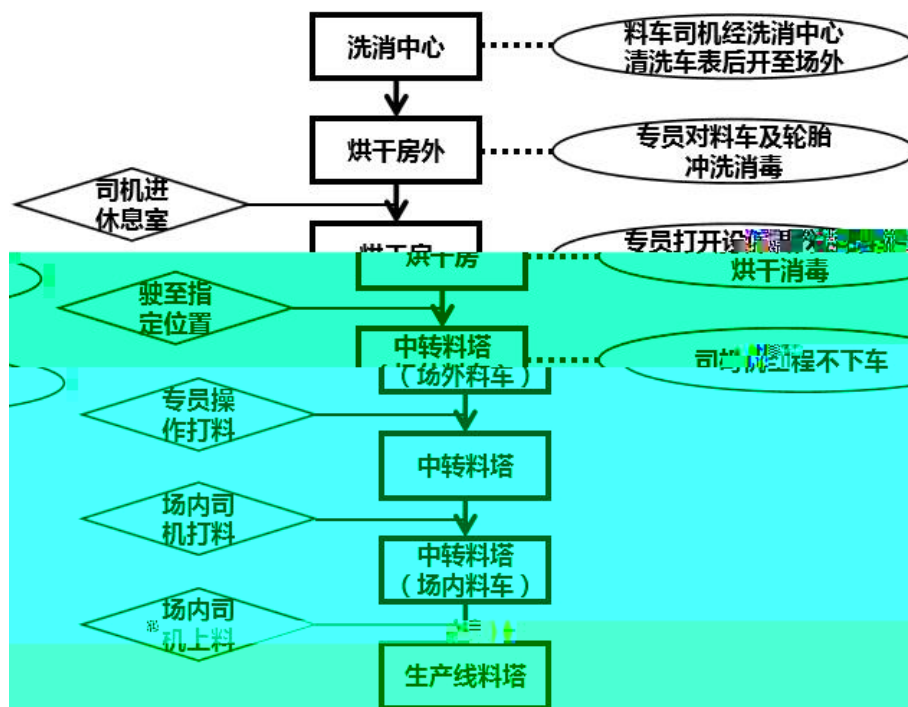 洗消中心
料车司机经洗消中心
清洗车表后开至场外
烘干房外
专员对料车及轮胎
冲洗消毒
司机进
休息室
专员打开设
烘干房
烘干消毒
驶至指
定位置
中转料塔
（场外料车）
程不下车
专员操
作打料
中转料塔
场内司
机打料
中转料塔
（场内料车）
场内司
机上料
生产线料塔